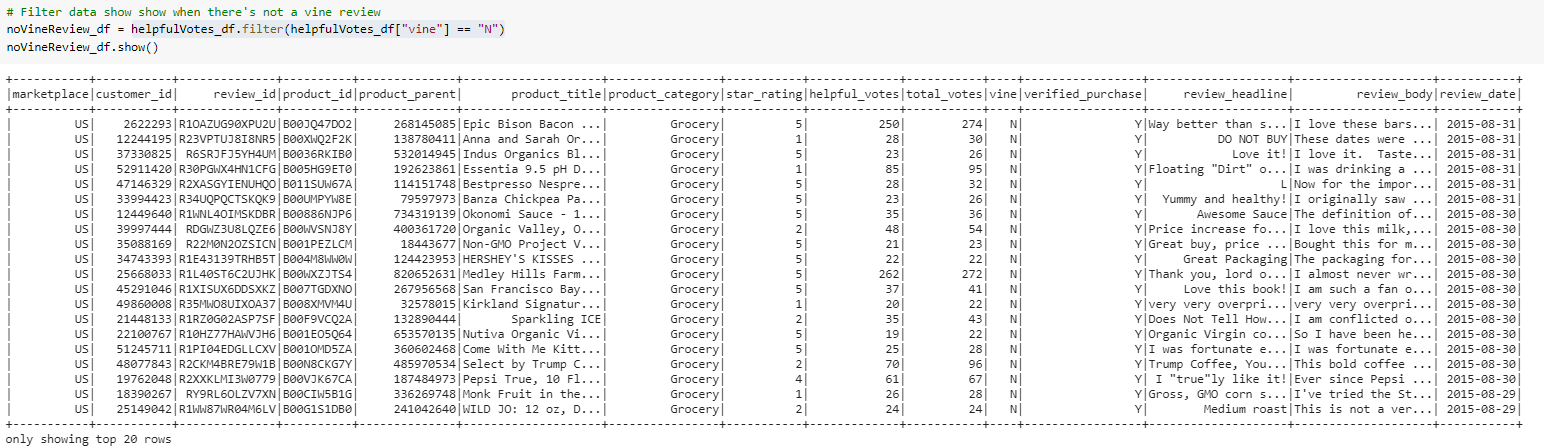 # Filter data show show when there's not a vine review
noVineReview_df = helpfulVotes_df.filter(helpfulVotes_df["vine"] == "N")
noVineReview_df.show()
+-----------+-----------+--------------+----------+--------------+--------------------+----------------+-----------+-------------+-----------+----+-----------------+--------------------+--------------------+-----------+
|marketplace|customer_id|     review_id|product_id|product_parent|       product_title|product_category|star_rating|helpful_votes|total_votes|vine|verified_purchase|     review_headline|         review_body|review_date|
+-----------+-----------+--------------+----------+--------------+--------------------+----------------+-----------+-------------+-----------+----+-----------------+--------------------+--------------------+-----------+
|         US|    2622293|R1OAZUG90XPU2U|B00JQ47DO2|     268145085|Epic Bison Bacon ...|         Grocery|          5|          250|        274|   N|                Y|Way better than s...|I love these bars...| 2015-08-31|
|         US|   12244195|R23VPTUJ8I8NR5|B00XWQ2F2K|     138780411|Anna and Sarah Or...|         Grocery|          1|           28|         30|   N|                Y|          DO NOT BUY|These dates were ...| 2015-08-31|
|         US|   37330825| R6SRJFJ5YH4UM|B0036RKIB0|     532014945|Indus Organics Bl...|         Grocery|          5|           23|         26|   N|                Y|            Love it!|I love it.  Taste...| 2015-08-31|
|         US|   52911420|R30PGWX4HN1CFG|B005HG9ET0|     192623861|Essentia 9.5 pH D...|         Grocery|          1|           85|         95|   N|                Y|Floating "Dirt" o...|I was drinking a ...| 2015-08-31|
|         US|   47146329|R2XASGYIENUHQO|B011SUW67A|     114151748|Bestpresso Nespre...|         Grocery|          5|           28|         32|   N|                Y|                   L|Now for the impor...| 2015-08-31|
|         US|   33994423|R34UQPQCTSKQK9|B00UMPYW8E|      79597973|Banza Chickpea Pa...|         Grocery|          5|           23|         26|   N|                Y|  Yummy and healthy!|I originally saw ...| 2015-08-31|
|         US|   12449640|R1WNL4OIMSKDBR|B00886NJP6|     734319139|Okonomi Sauce - 1...|         Grocery|          5|           35|         36|   N|                Y|       Awesome Sauce|The definition of...| 2015-08-30|
|         US|   39997444| RDGWZ3U8LQZE6|B00WVSNJ8Y|     400361720|Organic Valley, O...|         Grocery|          2|           48|         54|   N|                Y|Price increase fo...|I love this milk,...| 2015-08-30|
|         US|   35088169| R22M0N2OZSICN|B001PEZLCM|      18443677|Non-GMO Project V...|         Grocery|          5|           21|         23|   N|                Y|Great buy, price ...|Bought this for m...| 2015-08-30|
|         US|   34743393|R1E43139TRHB5T|B004M8WW0W|     124423953|HERSHEY'S KISSES ...|         Grocery|          5|           22|         22|   N|                Y|     Great Packaging|The packaging for...| 2015-08-30|
|         US|   25668033|R1L40ST6C2UJHK|B00WXZJTS4|     820652631|Medley Hills Farm...|         Grocery|          5|          262|        272|   N|                Y|Thank you, lord o...|I almost never wr...| 2015-08-30|
|         US|   45291046|R1XISUX6DDSXKZ|B007TGDXNO|     267956568|San Francisco Bay...|         Grocery|          5|           37|         41|   N|                Y|     Love this book!|I am such a fan o...| 2015-08-30|
|         US|   49860008|R35MWO8UIXOA37|B008XMVM4U|      32578015|Kirkland Signatur...|         Grocery|          1|           20|         22|   N|                Y|very very overpri...|very very overpri...| 2015-08-30|
|         US|   21448133|R1RZ0G02ASP7SF|B00F9VCQ2A|     132890444|       Sparkling ICE|         Grocery|          2|           35|         43|   N|                Y|Does Not Tell How...|I am conflicted o...| 2015-08-30|
|         US|   22100767|R10HZ77HAWVJH6|B001EO5Q64|     653570135|Nutiva Organic Vi...|         Grocery|          5|           19|         22|   N|                Y|Organic Virgin co...|So I have been he...| 2015-08-30|
|         US|   51245711|R1PI04EDGLLCXV|B001OMD5ZA|     360602468|Come With Me Kitt...|         Grocery|          5|           25|         28|   N|                Y|I was fortunate e...|I was fortunate e...| 2015-08-30|
|         US|   48077843|R2CKM4BRE79W1B|B00N8CKG7Y|     485970534|Select by Trump C...|         Grocery|          2|           70|         96|   N|                Y|Trump Coffee, You...|This bold coffee ...| 2015-08-30|
|         US|   19762048|R2XXKLMI3W0779|B00VJK67CA|     187484973|Pepsi True, 10 Fl...|         Grocery|          4|           61|         67|   N|                Y| I "true"ly like it!|Ever since Pepsi ...| 2015-08-30|
|         US|   18390267| RY9RL6OLZV7XN|B00CIW5B1G|     336269748|Monk Fruit in the...|         Grocery|          1|           26|         28|   N|                Y|Gross, GMO corn s...|I've tried the St...| 2015-08-29|
|         US|   25149042|R1WW87WR04M6LV|B00G1S1DB0|     241042640|WILD JO: 12 oz, D...|         Grocery|          2|           24|         24|   N|                Y|        Medium roast|This is not a ver...| 2015-08-29|
+-----------+-----------+--------------+----------+--------------+--------------------+----------------+-----------+-------------+-----------+----+-----------------+--------------------+--------------------+-----------+
only showing top 20 rows